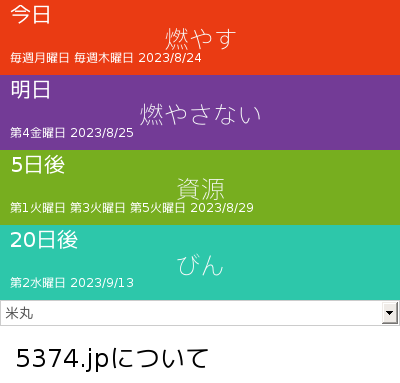 今日
燃やす
毎週月曜日 毎週木曜日 2023/8/24
明日
燃やさない
第4金曜日 2023/8/25
5日後
資源
第1火曜日 第3火曜日 第5火曜日 2023/8/29
20日後
びん
第2水曜日 2023/9/13
米丸
5374.jpについて